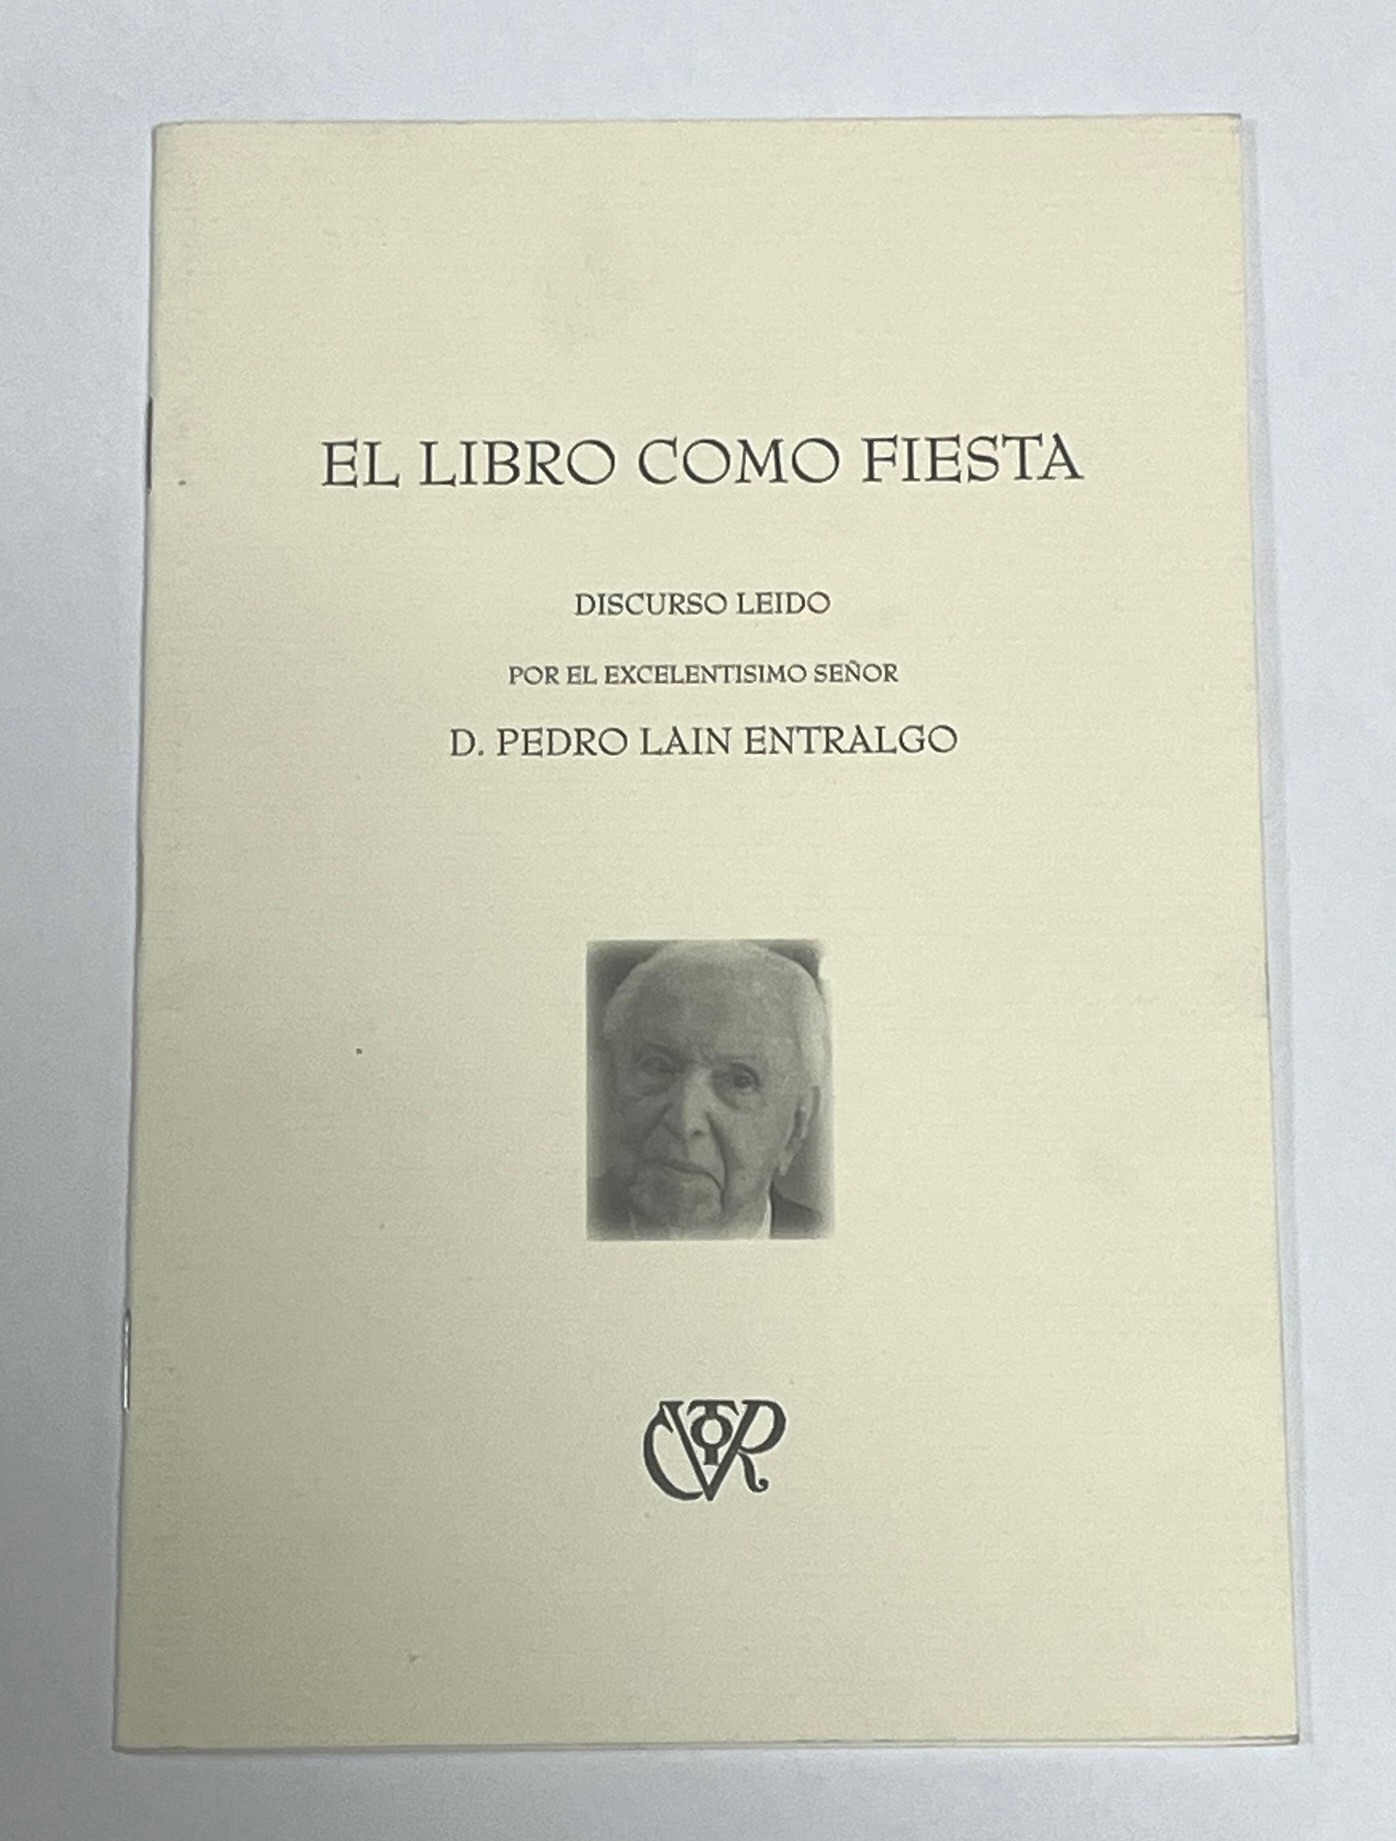 EL LIBRO COMO FIESTA
DISCURSO LEIDO
POR EL EXCELENTISIMO SEÑOR
D. PEDRO LAIN ENTRALGO